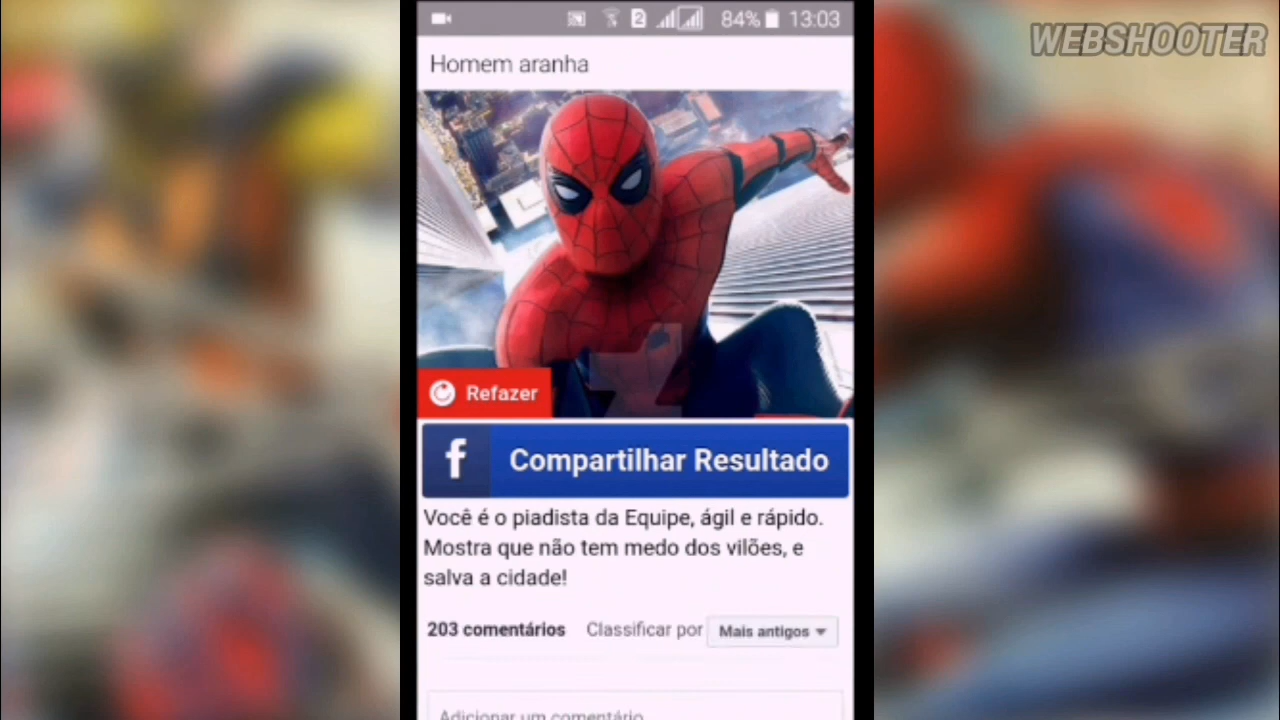 WEBSHOOTER
2 84% 13:03
Homem aranha
Refazer
f Compartilhar Resultado
Você é o piadista da Equipe, ágil e rápido.
Mostra que não tem medo dos vilões, e
salva a cidade!
203 comentários Classificar por Mais antigos
Adicionar um comentário